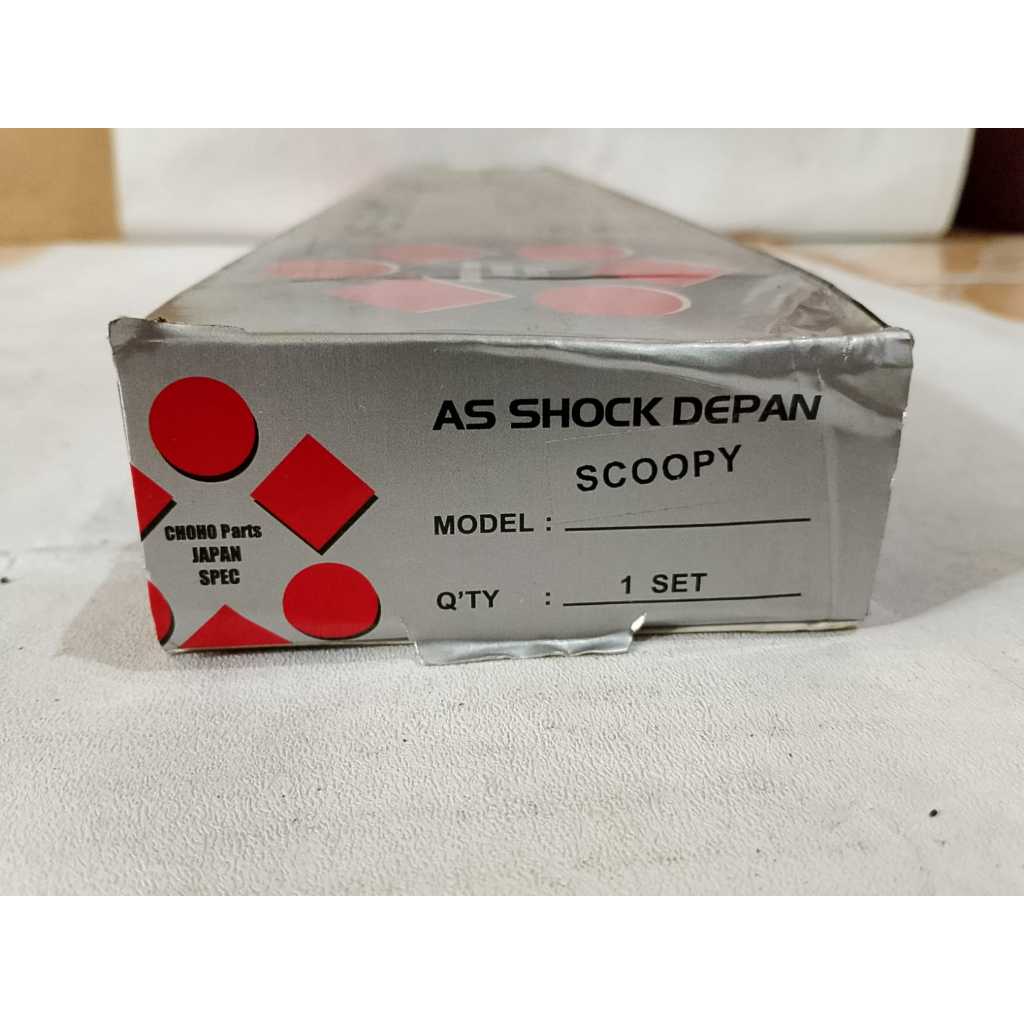 AS SHOCK DEPAN
SCOOPY
MODEL :
Q'TY : 1 SET
CHOHO Parts
JAPAN
SPEC